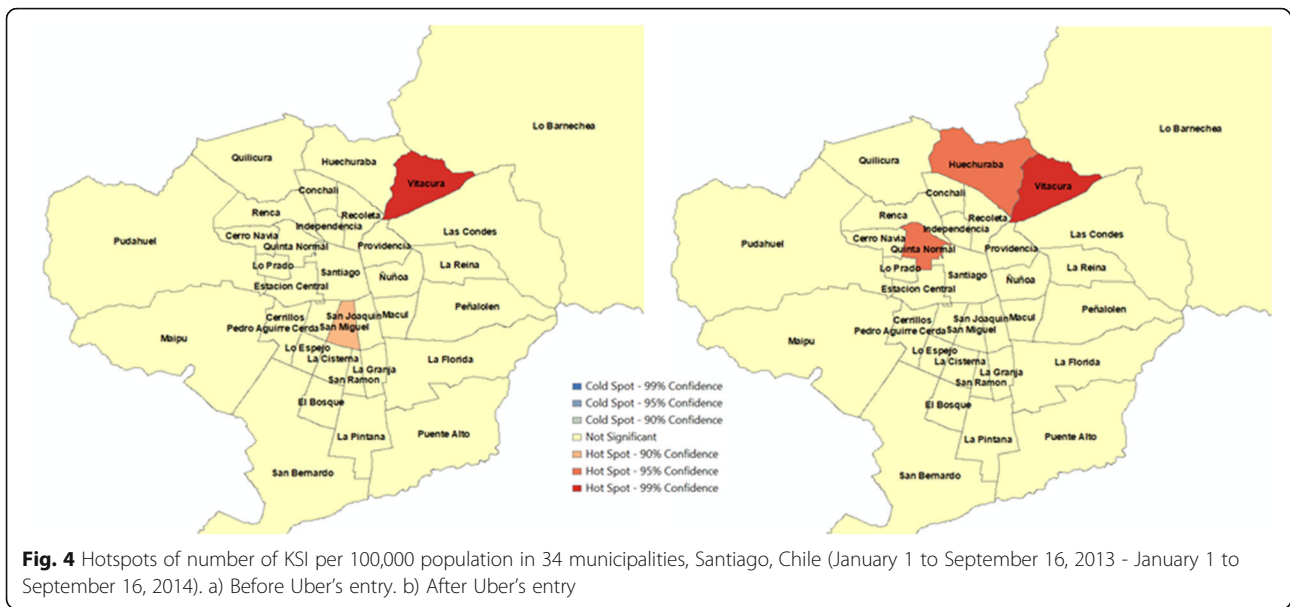 Lo Barnechea
Quilicura
Huechuraba
Vitacura
Conchali
Renca
Recoleta
Independencia
Las Condes
Pudahuel
Cerro Navia
Quinta Normal
Providencia
La Reina
Lo Prado
Santiago
Ñuñoa
Estacion Central
Peñalolen
Cerrillos
San Joaquin
Macul
Pedro Aguirre Cerda
San Miguel
Maipu
Lo Espejo
La Cisterna
La Florida
La Granja
San Ramon
El Bosque
La Pintana
Puente Alto
San Bernardo
Cold Spot - 99% Confidence
Cold Spot - 95% Confidence
Cold Spot - 90% Confidence
Not Significant
Hot Spot - 90% Confidence
Hot Spot - 95% Confidence
Hot Spot - 99% Confidence
Lo Barnechea
Quilicura
Huechuraba
Vitacura
Conchali
Renca
Recoleta
Independencia
Las Condes
Pudahuel
Cerro Navia
Quinta Normal
Providencia
La Reina
Lo Prado
Santiago
Ñuñoa
Estacion Central
Peñalolen
Cerrillos
San Joaquin
Macul
Pedro Aguirre Cerda
San Miguel
Maipu
Lo Espejo
La Cisterna
La Florida
La Granja
San Ramon
El Bosque
La Pintana
Puente Alto
San Bernardo
Fig. 4 Hotspots of number of KSI per 100,000 population in 34 municipalities, Santiago, Chile (January 1 to September 16, 2013 - January 1 to
September 16, 2014). a) Before Uber's entry. b) After Uber's entry